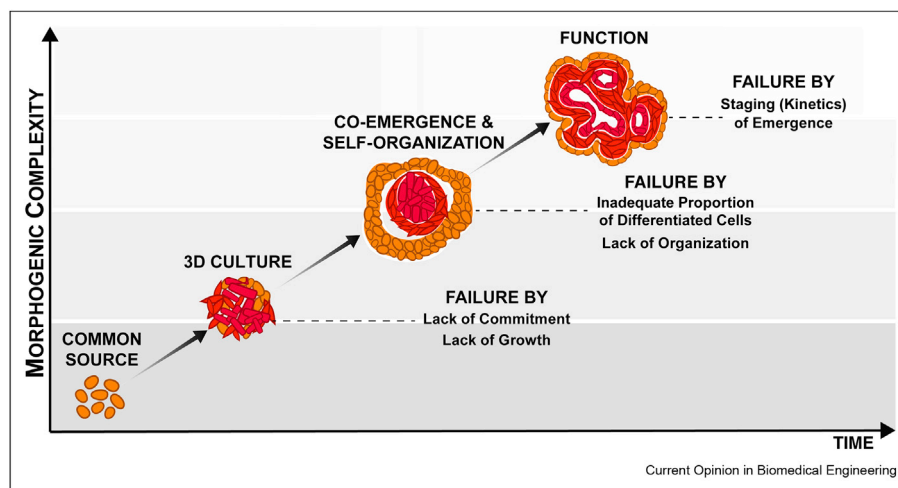 FUNCTION
FAILURE BY
Staging (Kinetics)
of Emergence
CO-EMERGENCE &
SELF-ORGANIZATION
FAILURE BY
Inadequate Proportion
of Differentiated Cells
Lack of Organization
3D CULTURE
FAILURE BY
Lack of Commitment
Lack of Growth
COMMON
SOURCE
MORPHOGENIC COMPLEXITY
TIME
Current Opinion in Biomedical Engineering